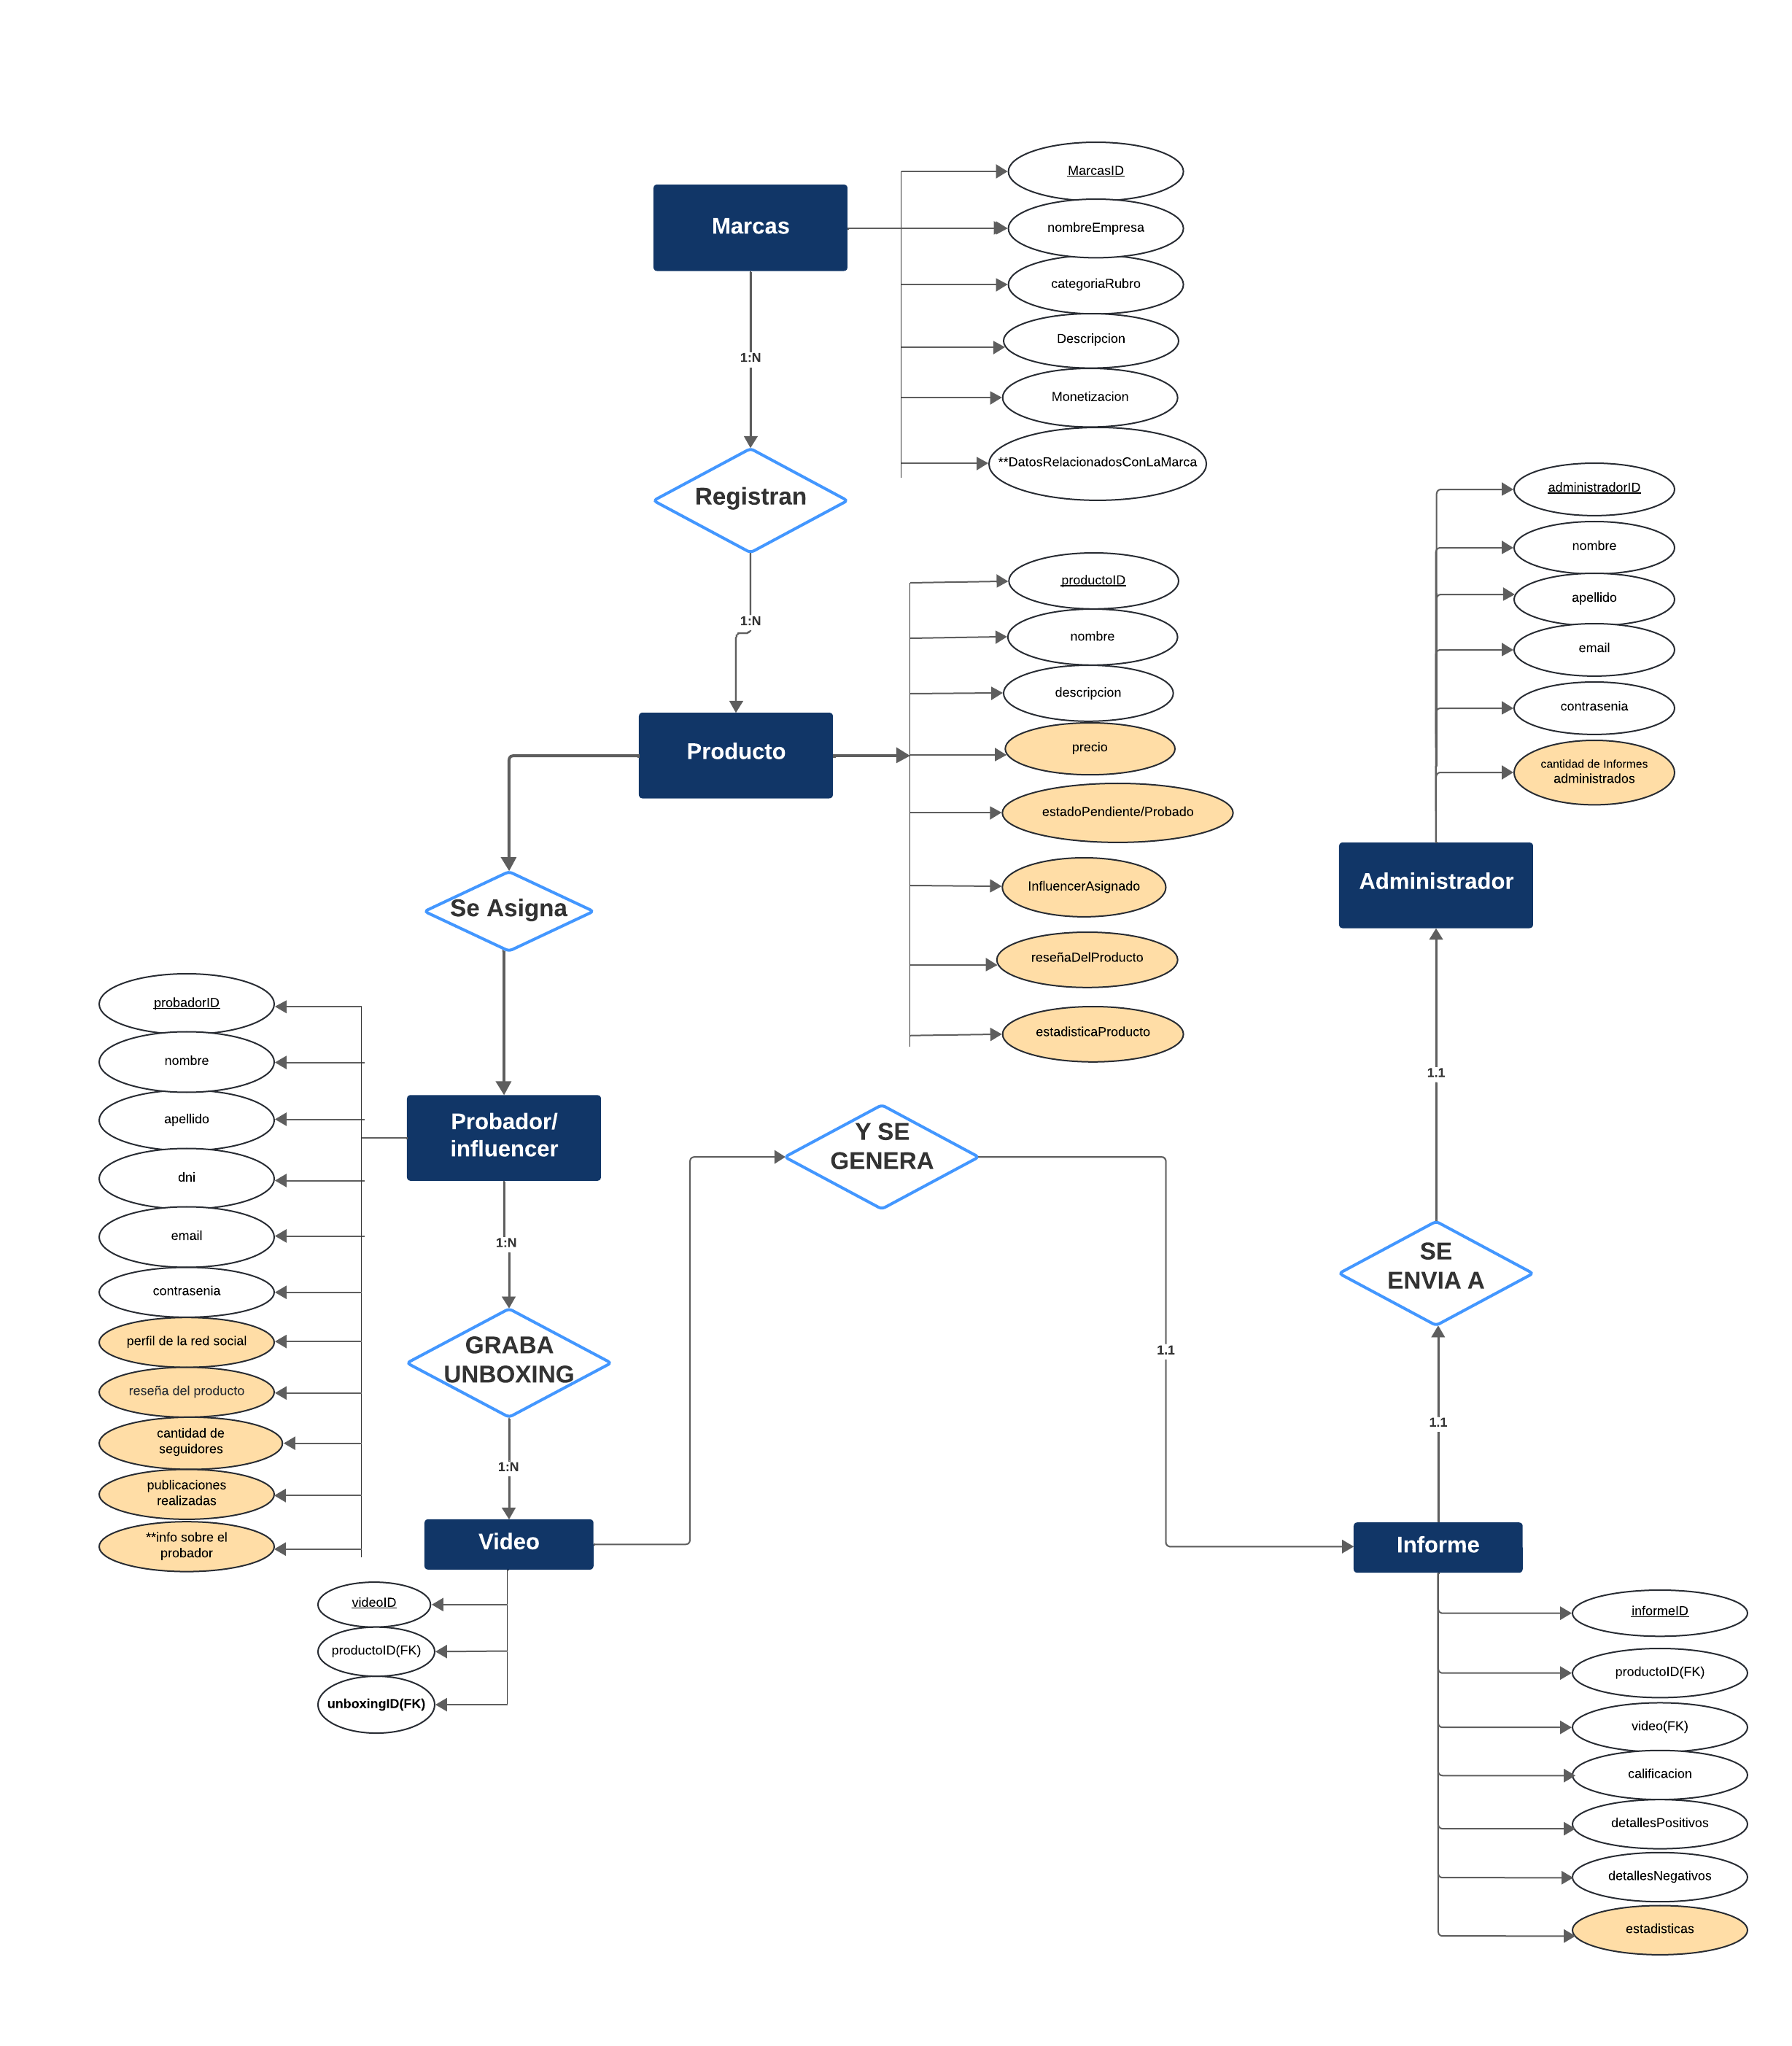 Marcas
MarcasID
nombreEmpresa
categoriaRubro
Descripcion
Monetizacion
**DatosRelacionadosConLaMarca
1:N
Registran
1:N
Producto
productoID
nombre
descripcion
precio
estadoPendiente/Probado
InfluencerAsignado
reseñaDelProducto
estadisticaProducto
administradorID
nombre
apellido
email
contrasenia
cantidad de Informes
administrados
Administrador
Se Asigna
probadorID
nombre
apellido
dni
email
contrasenia
perfil de la red social
reseña del producto
cantidad de
seguidores
publicaciones
realizadas
**info sobre el
probador
Probador/
influencer
1:N
GRABA
UNBOXING
1:N
Video
videoID
productoID(FK)
unboxingID(FK)
Y SE
GENERA
1.1
1.1
SE
ENVIA A
1.1
Informe
informeID
productoID(FK)
video(FK)
calificacion
detallesPositivos
detallesNegativos
estadisticas